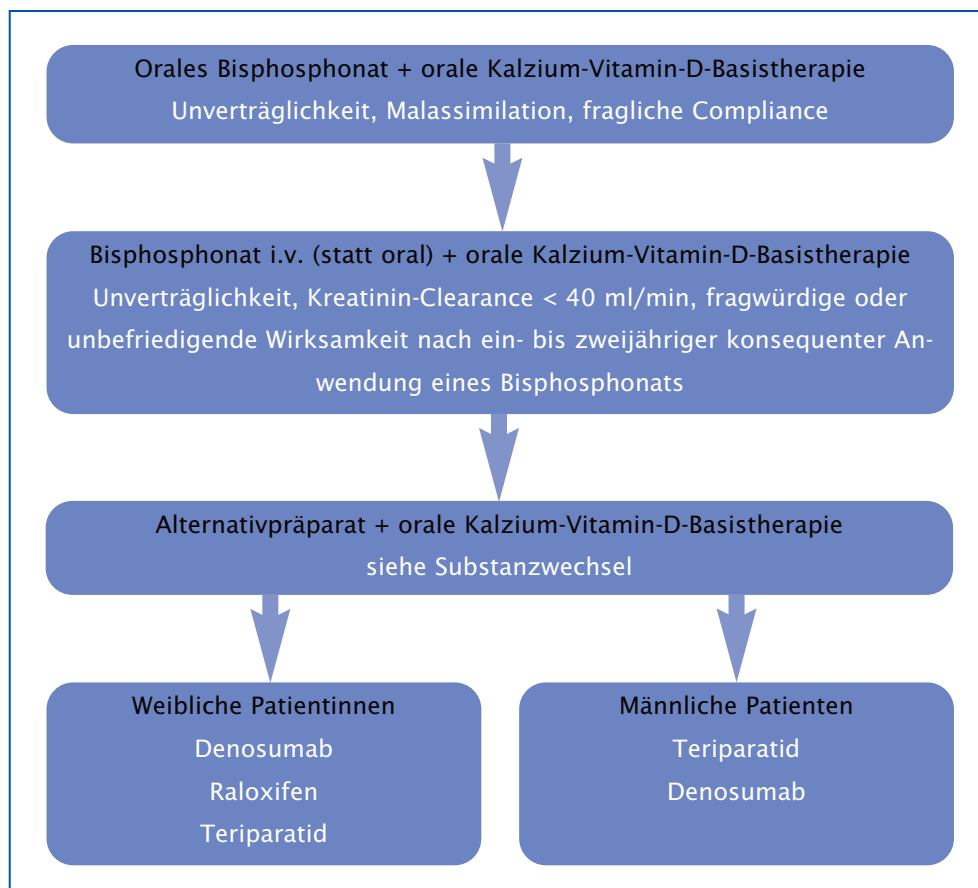 Orales Bisphosphonat + orale Kalzium-Vitamin-D-Basistherapie
Unverträglichkeit, Malassimilation, fragliche Compliance
Bisphosphonat i.v. (statt oral) + orale Kalzium-Vitamin-D-Basistherapie
Unverträglichkeit, Kreatinin-Clearance < 40 ml/min, fragwürdige oder
unbefriedigende Wirksamkeit nach ein- bis zweijähriger konsequenter An-
wendung eines Bisphosphonats
Alternativpräparat + orale Kalzium-Vitamin-D-Basistherapie
siehe Substanzwechsel
Weibliche Patientinnen
Denosumab
Raloxifen
Teriparatid
Männliche Patienten
Teriparatid
Denosumab